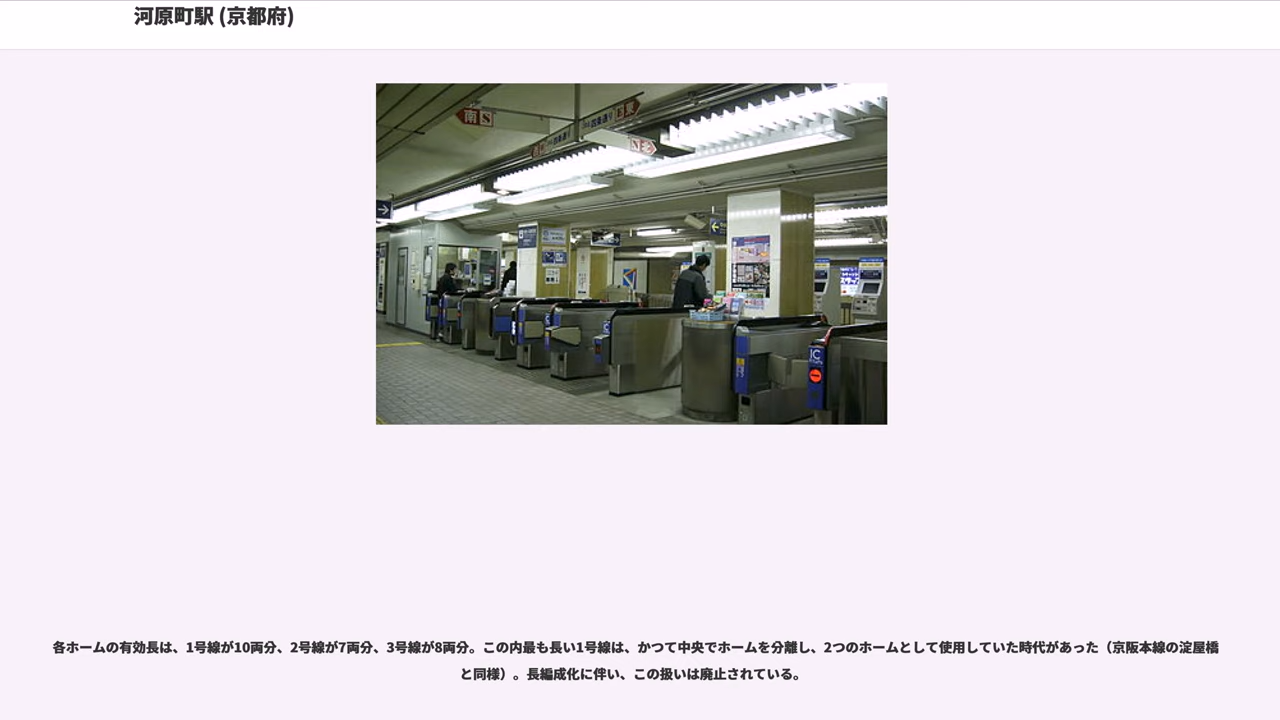 河原町駅 (京都府)
南 S
E 東
N 北
IC
各ホームの有効長は、1号線が10両分、2号線が7両分、3号線が8両分。この内最も長い1号線は、かつて中央でホームを分離し、2つのホームとして使用していた時代があった（京阪本線の淀屋橋
と同様）。長編成化に伴い、この扱いは廃止されている。